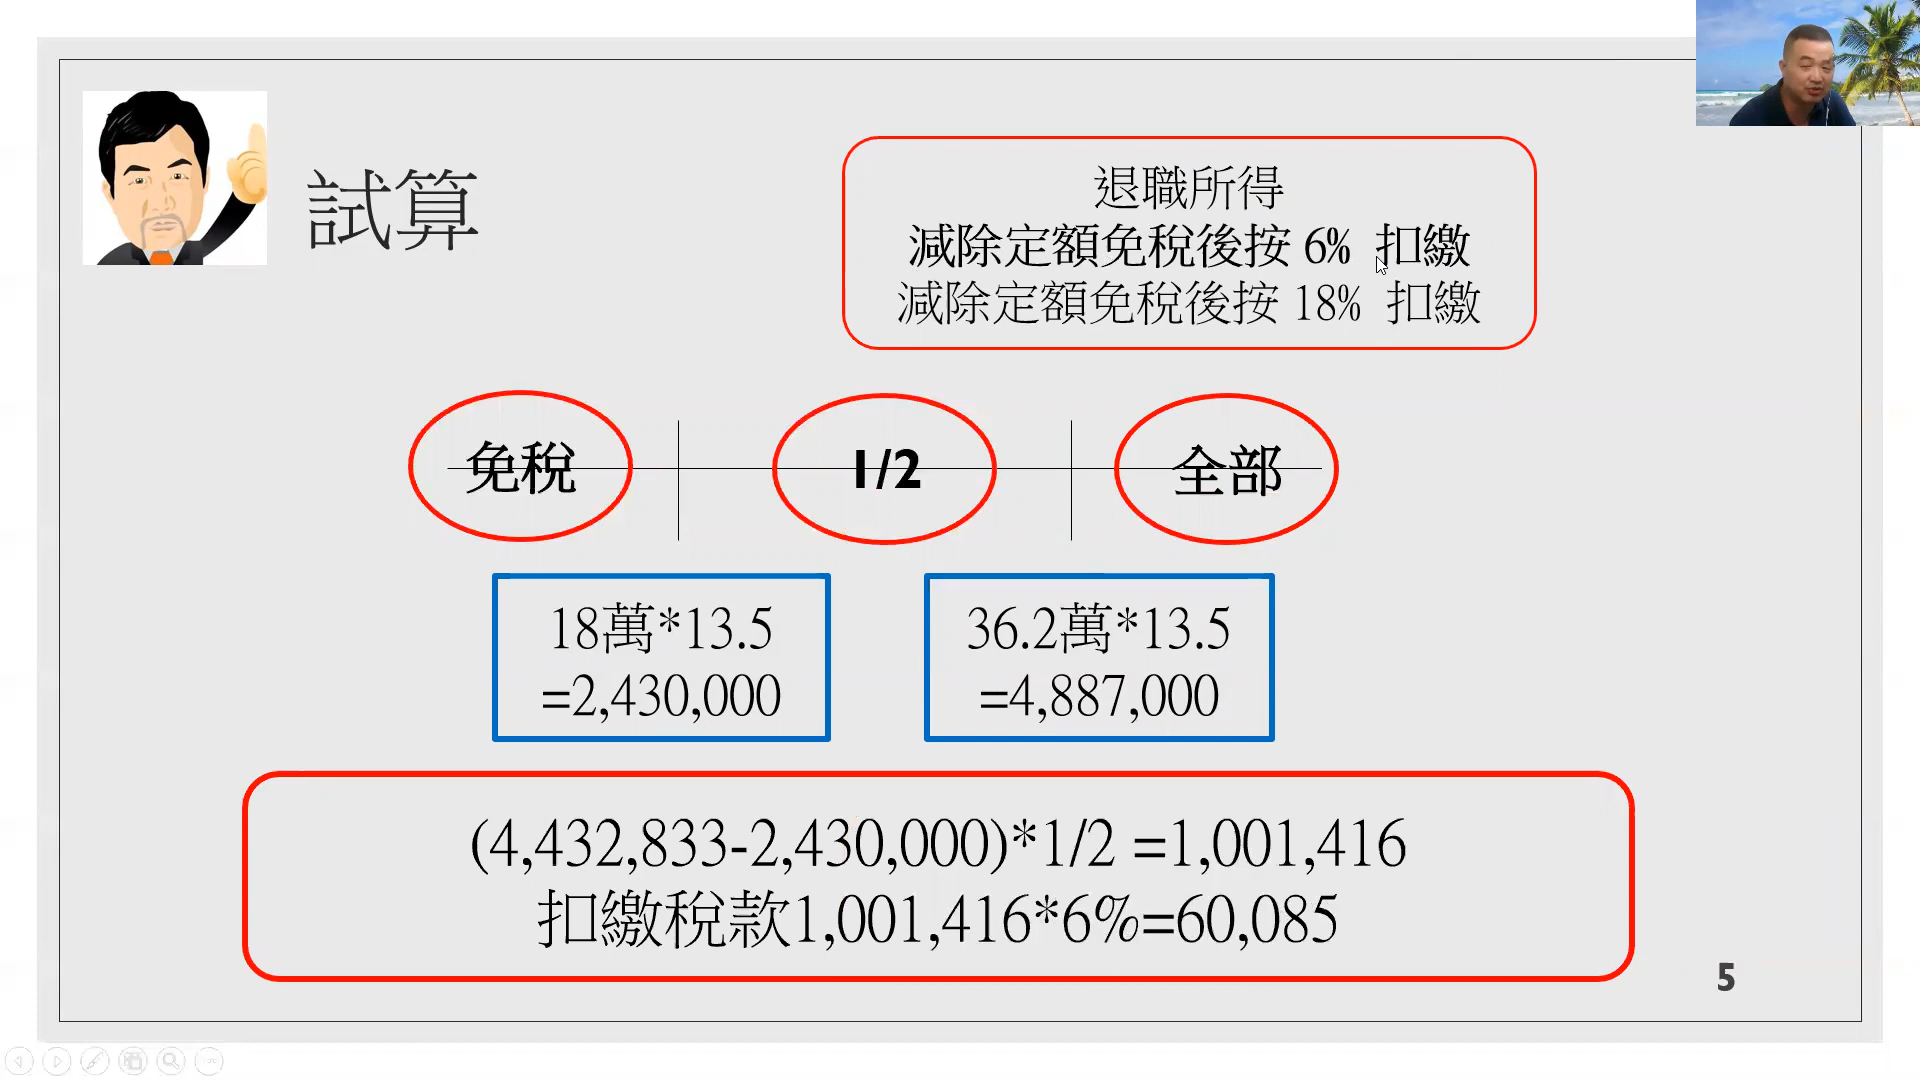 試算
退職所得
減除定額免稅後按 6% 扣繳
減除定額免稅後按 18% 扣繳
免稅
1/2
全部
18萬*13.5
=2,430,000
36.2萬*13.5
=4,887,000
(4,432,833-2,430,000)*1/2 =1,001,416
扣繳稅款1,001,416*6%=60,085
5